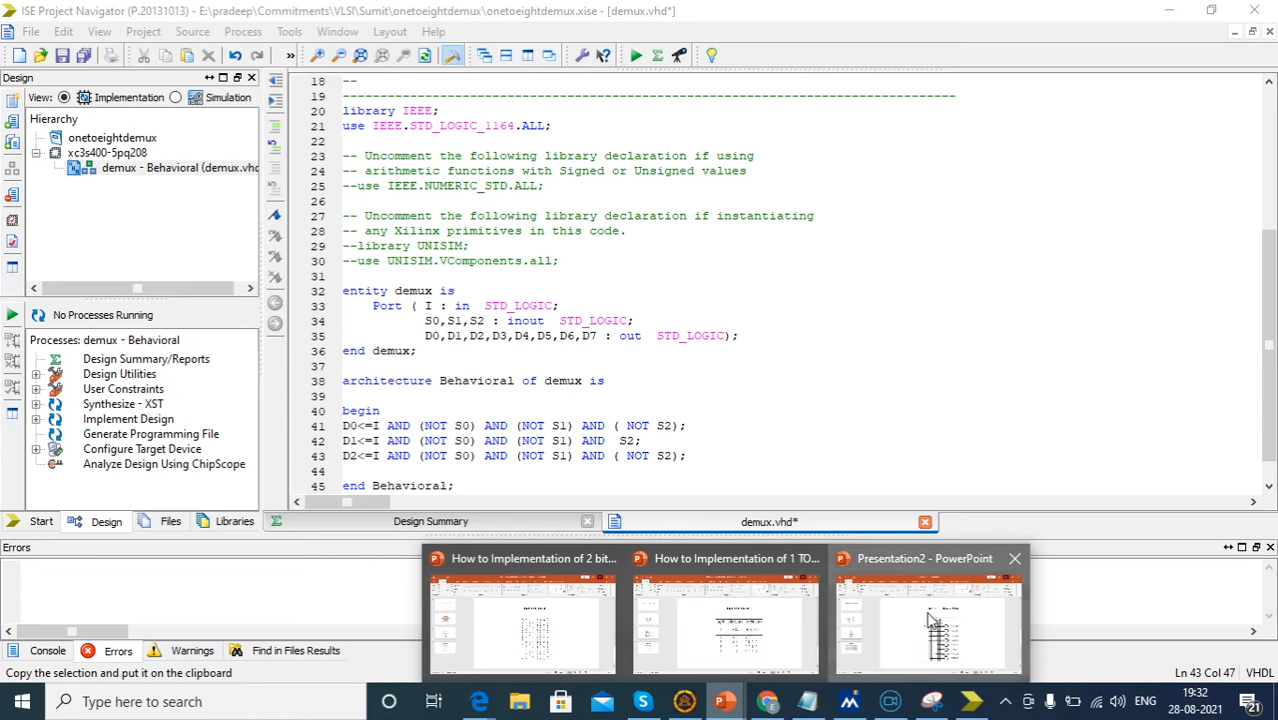 ISE Project Navigator (P.20131013) - E:\pradeep\Commitments\VLSI\Sumit\onetoeightdemux\onetoeightdemux.xise - [demux.vhd*]
File Edit View Project Source Process Tools Window Layout Help
Design
View: Implementation Simulation
Hierarchy
onetoeightdemux
xc3s400-5pq208
demux - Behavioral (demux.vhd
No Processes Running
Processes: demux - Behavioral
Design Summary/Reports
Design Utilities
User Constraints
Synthesize - XST
Implement Design
Generate Programming File
Configure Target Device
Analyze Design Using ChipScope
Start Design Files Libraries
18 --
19 ----------------------------------------------------------------------------------
20 library IEEE;
21 use IEEE.STD_LOGIC_1164.ALL;
22
23 -- Uncomment the following library declaration if using
24 -- arithmetic functions with Signed or Unsigned values
25 --use IEEE.NUMERIC_STD.ALL;
26
27 -- Uncomment the following library declaration if instantiating
28 -- any Xilinx primitives in this code.
29 --library UNISIM;
30 --use UNISIM.VComponents.all;
31
32 entity demux is
33 Port ( I : in STD_LOGIC;
34 S0,S1,S2 : inout STD_LOGIC;
35 D0,D1,D2,D3,D4,D5,D6,D7 : out STD_LOGIC);
36 end demux;
37
38 architecture Behavioral of demux is
39
40 begin
41 D0<=I AND (NOT S0) AND (NOT S1) AND ( NOT S2);
42 D1<=I AND (NOT S0) AND (NOT S1) AND S2;
43 D2<=I AND (NOT S0) AND (NOT S1) AND ( NOT S2);
44
45 end Behavioral;
Design Summary demux.vhd*
Errors
How to Implementation of 2 bit... How to Implementation of 1 TO... Presentation2 - PowerPoint
Console Errors Warnings Find in Files Results
Copy the selection and put it on the clipboard
Ln 43 Col 47 VHDL
Type here to search
ENG
19:32
28-08-2021
21